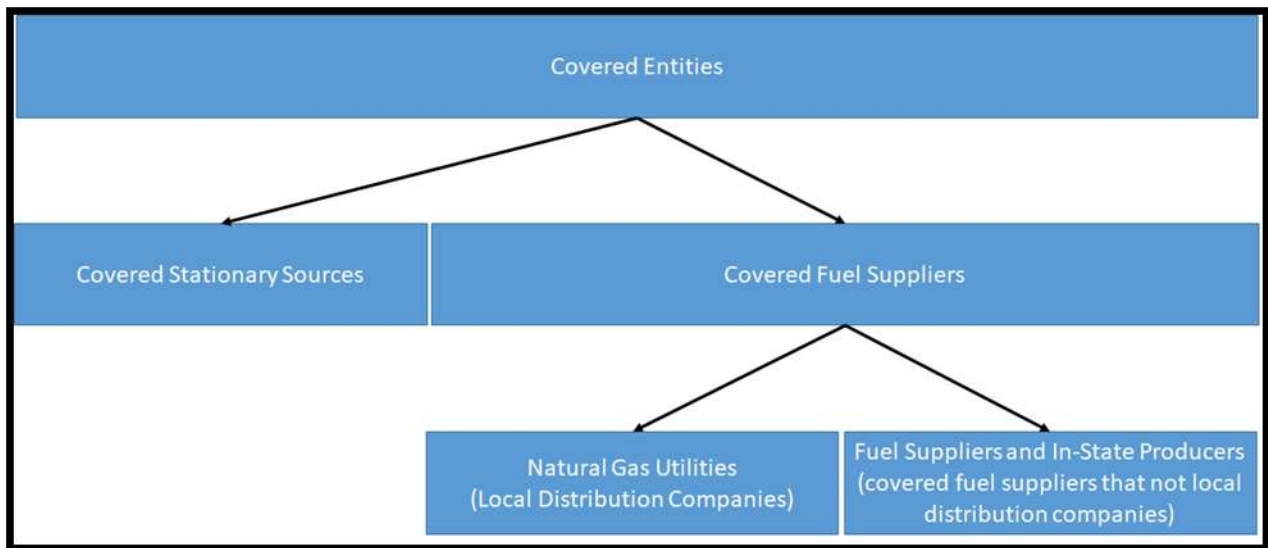 Covered Entities
Covered Stationary Sources
Covered Fuel Suppliers
Natural Gas Utilities
(Local Distribution Companies)
Fuel Suppliers and In-State Producers
(covered fuel suppliers that not local
distribution companies)